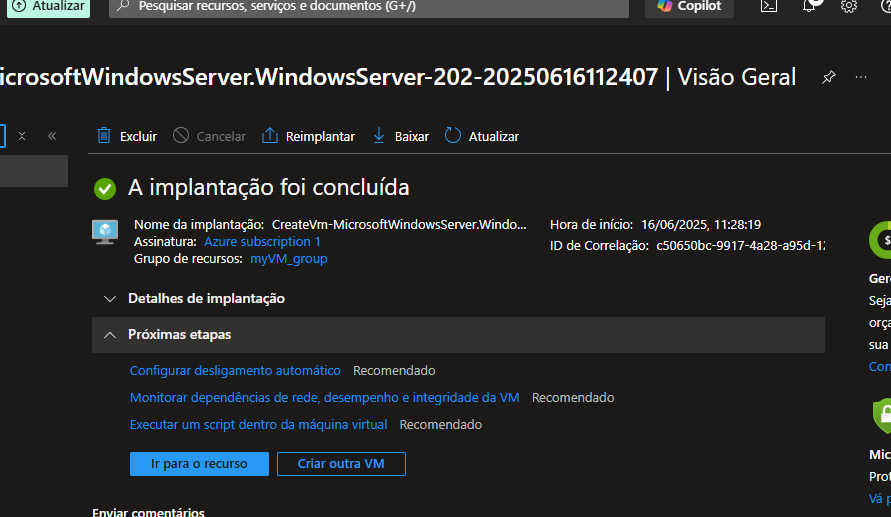 Atualizar
Pesquisar recursos, serviços e documentos (G+/)
Copilot
icrosoftWindowsServer.WindowsServer-202-20250616112407 | Visão Geral
Excluir
Cancelar
Reimplantar
Baixar
Atualizar
A implantação foi concluída
Nome da implantação: CreateVm-MicrosoftWindowsServer.Windo...
Assinatura: Azure subscription 1
Grupo de recursos: myVM_group
Hora de início: 16/06/2025, 11:28:19
ID de Correlação: c50650bc-9917-4a28-a95d-12
Detalhes de implantação
Próximas etapas
Configurar desligamento automático Recomendado
Monitorar dependências de rede, desempenho e integridade da VM Recomendado
Executar um script dentro da máquina virtual Recomendado
Ir para o recurso
Criar outra VM
Enviar comentários
$
Ger
Seja
orça
sua
Con
Mic
Prot
Vá p